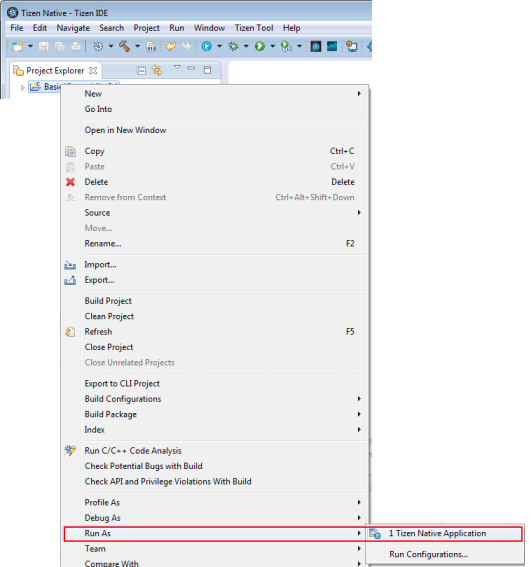 Tizen Native - Tizen IDE
File Edit Navigate Search Project Run Window Tizen Tool Help
Project Explorer
New
Go Into
Open in New Window
Copy Ctrl+C
Paste Ctrl+V
Delete Delete
Remove from Context Ctrl+Alt+Shift+Down
Source
Move...
Rename... F2
Import...
Export...
Build Project
Clean Project
Refresh F5
Close Project
Close Unrelated Projects
Export to CLI Project
Build Configurations
Build Package
Index
Run C/C++ Code Analysis
Check Potential Bugs with Build
Check API and Privilege Violations With Build
Profile As
Debug As
Run As
1 Tizen Native Application
Team
Run Configurations...
Compare With